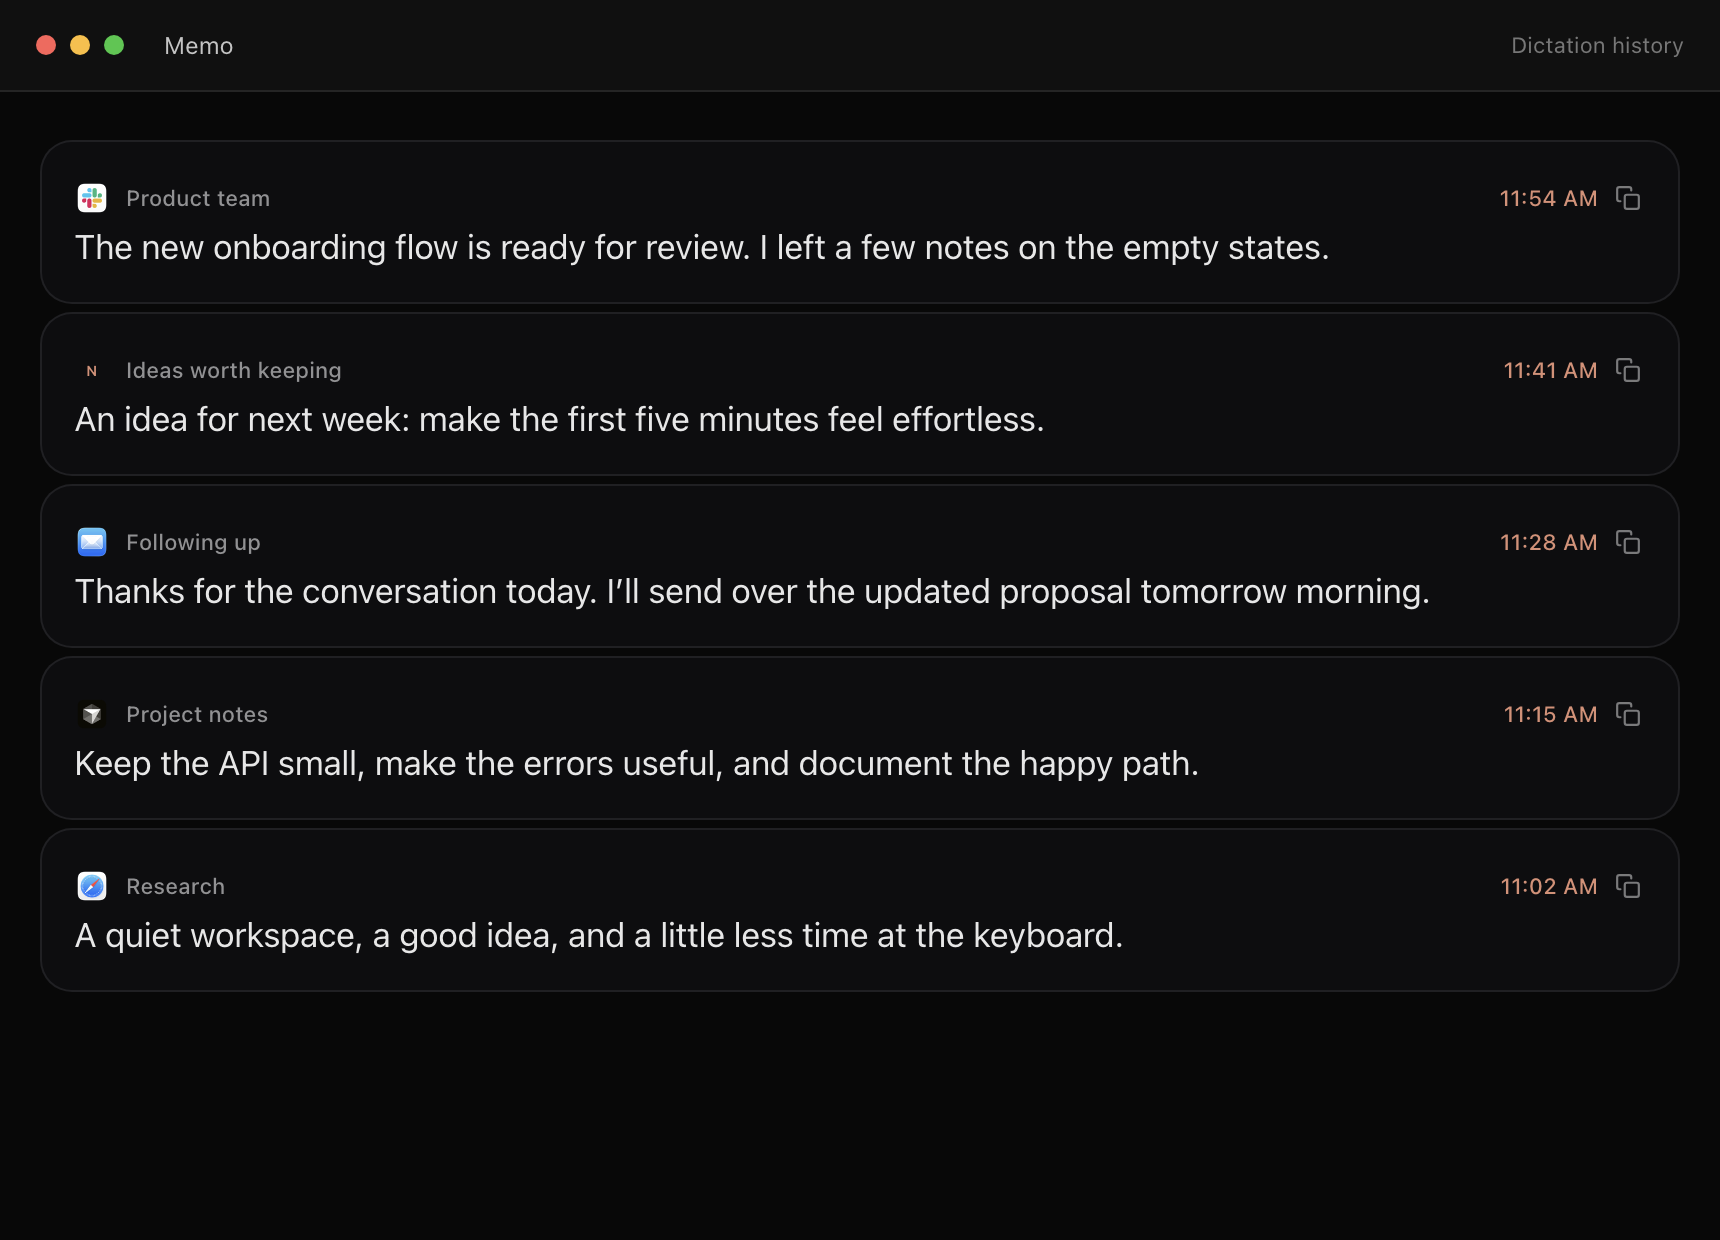 Memo
Dictation history
Product team
11:54 AM
The new onboarding flow is ready for review. I left a few notes on the empty states.
N
Ideas worth keeping
11:41 AM
An idea for next week: make the first five minutes feel effortless.
Following up
11:28 AM
Thanks for the conversation today. I’ll send over the updated proposal tomorrow morning.
Project notes
11:15 AM
Keep the API small, make the errors useful, and document the happy path.
Research
11:02 AM
A quiet workspace, a good idea, and a little less time at the keyboard.